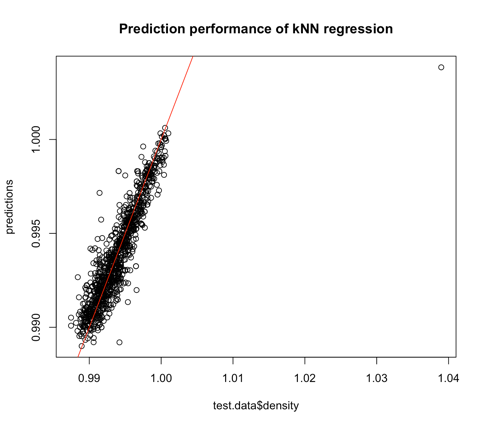 Prediction performance of kNN regression
predictions
1.000
0.995
0.990
0.99 1.00 1.01 1.02 1.03 1.04
test.data$density